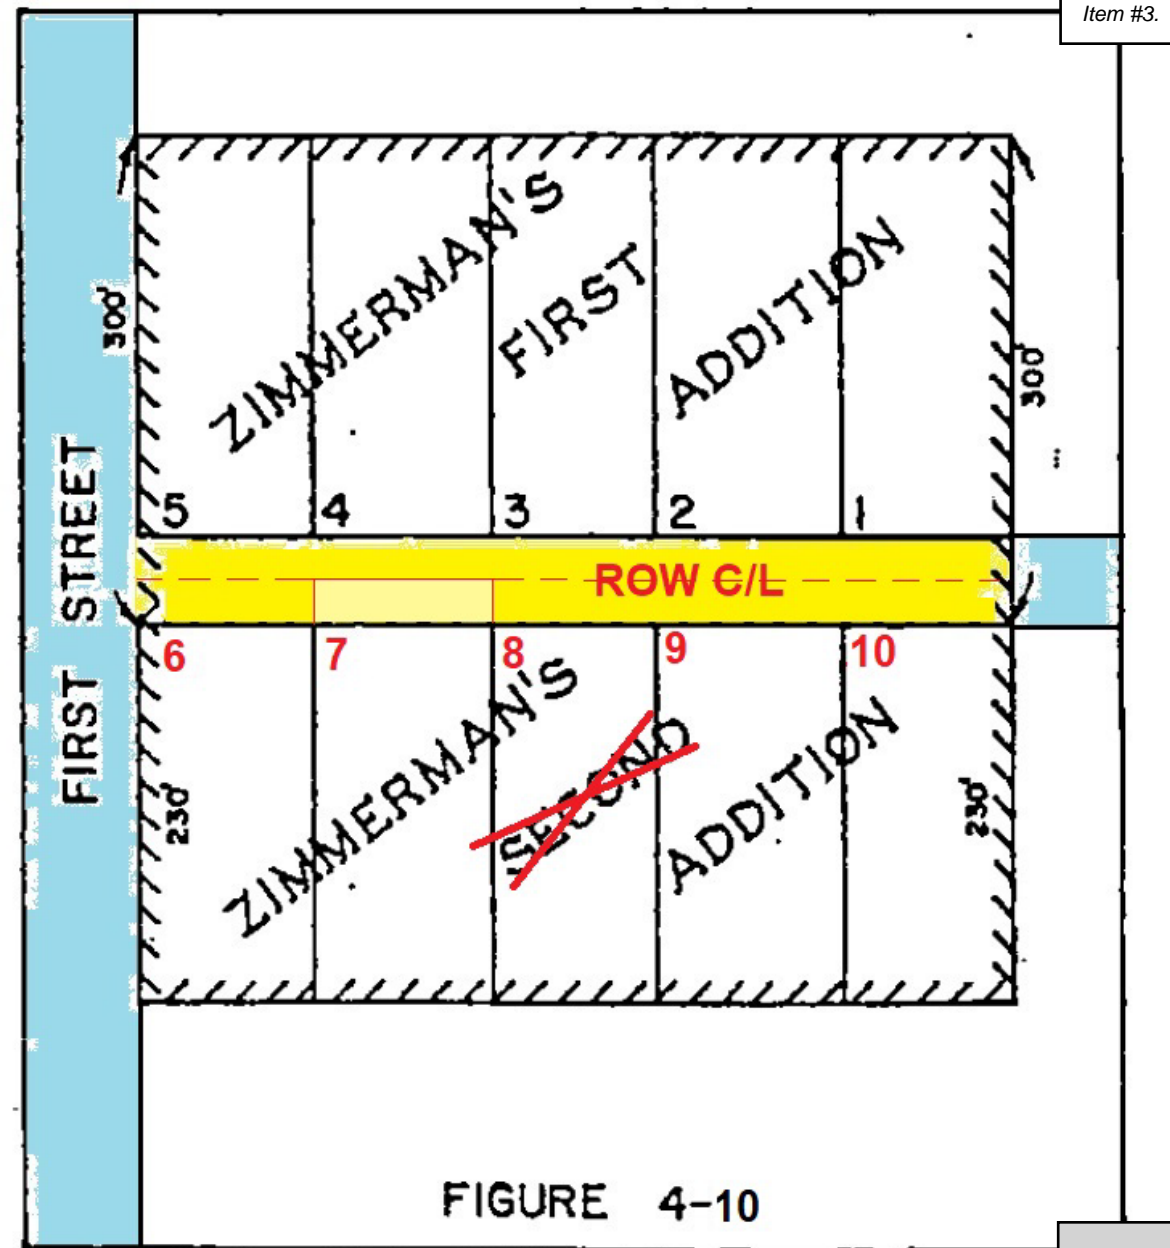 Item #3.
ZIMMERMAN'S
FIRST
ADDITION
300'
300'
5
4
3
2
1
ROW C/L
FIRST STREET
6
7
8
9
10
ZIMMERMAN'S
SECOND
ADDITION
230'
230'
FIGURE 4-10